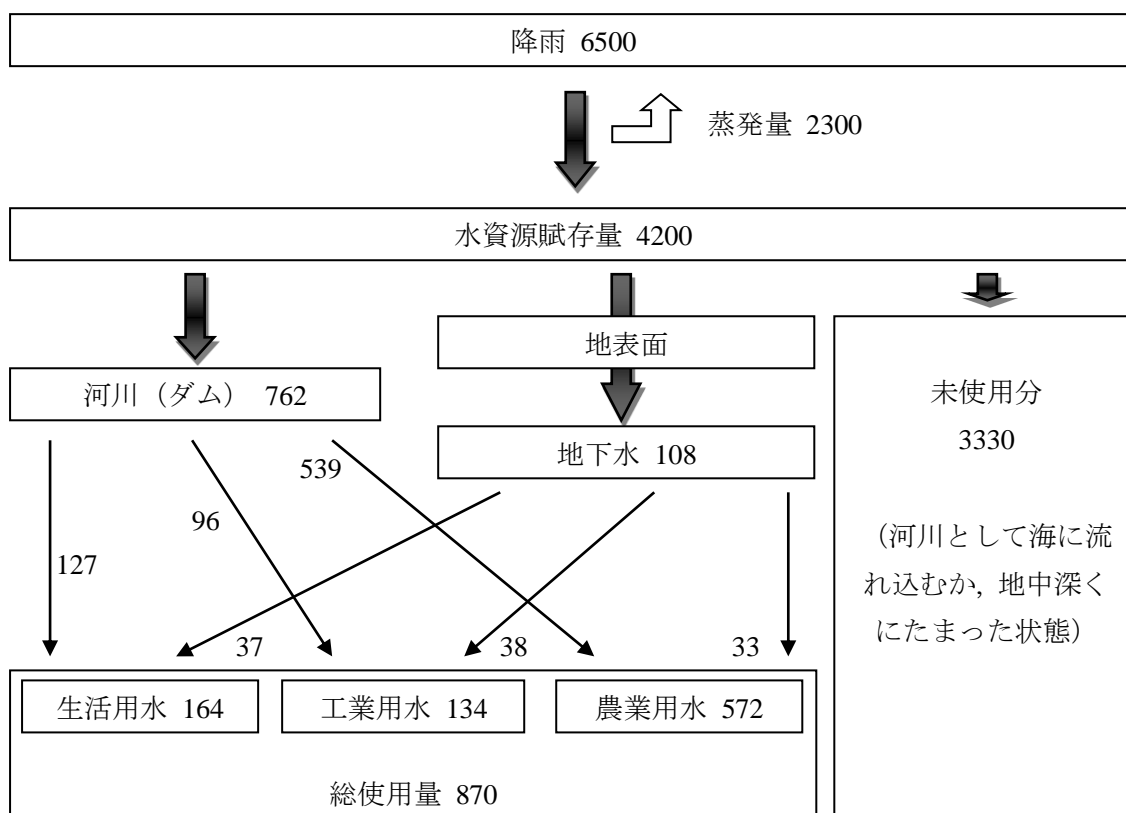 降雨 6500
蒸発量 2300
水資源賦存量 4200
地表面
河川（ダム） 762
地下水 108
未使用分
3330
（河川として海に流
れ込むか, 地中深く
にたまった状態）
539
96
127
37
38
33
生活用水 164
工業用水 134
農業用水 572
総使用量 870